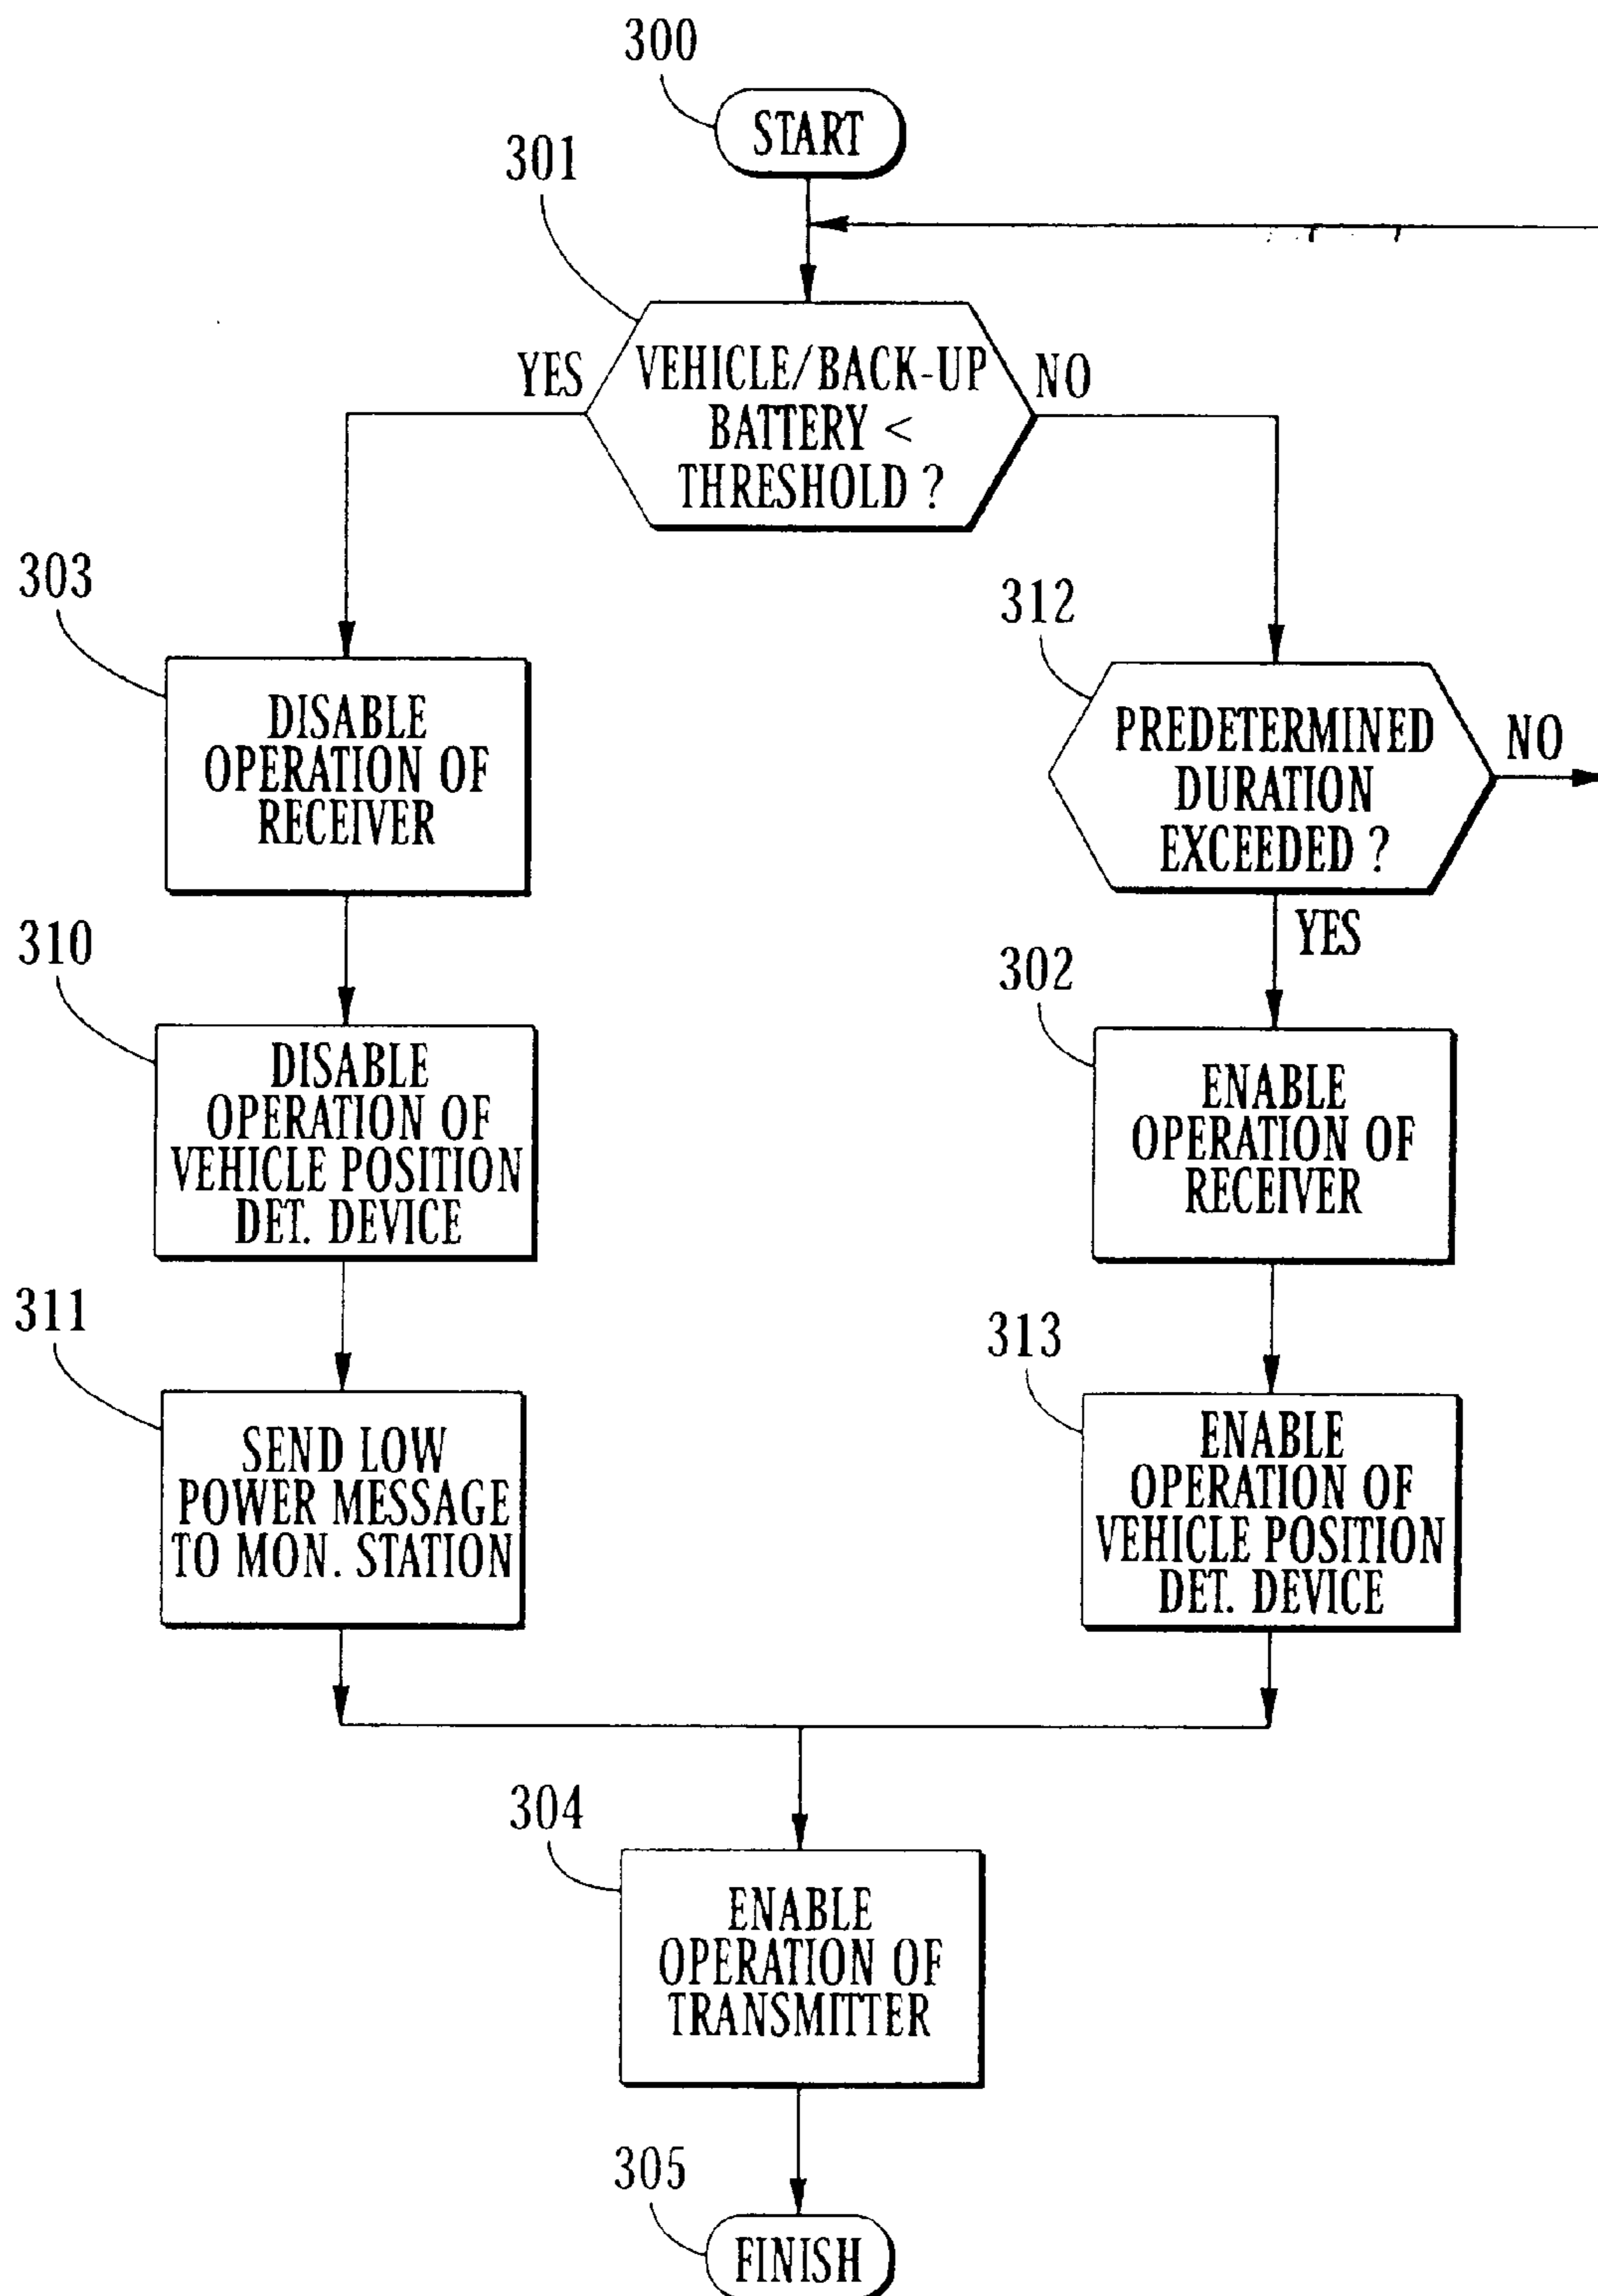 300
START
301
YES
VEHICLE/BACK-UP
BATTERY <
THRESHOLD ?
NO
303
DISABLE
OPERATION OF
RECEIVER
312
PREDETERMINED
DURATION
EXCEEDED ?
NO
YES
310
DISABLE
OPERATION OF
VEHICLE POSITION
DET. DEVICE
302
ENABLE
OPERATION OF
RECEIVER
311
SEND LOW
POWER MESSAGE
TO MON. STATION
313
ENABLE
OPERATION OF
VEHICLE POSITION
DET. DEVICE
304
ENABLE
OPERATION OF
TRANSMITTER
305
FINISH